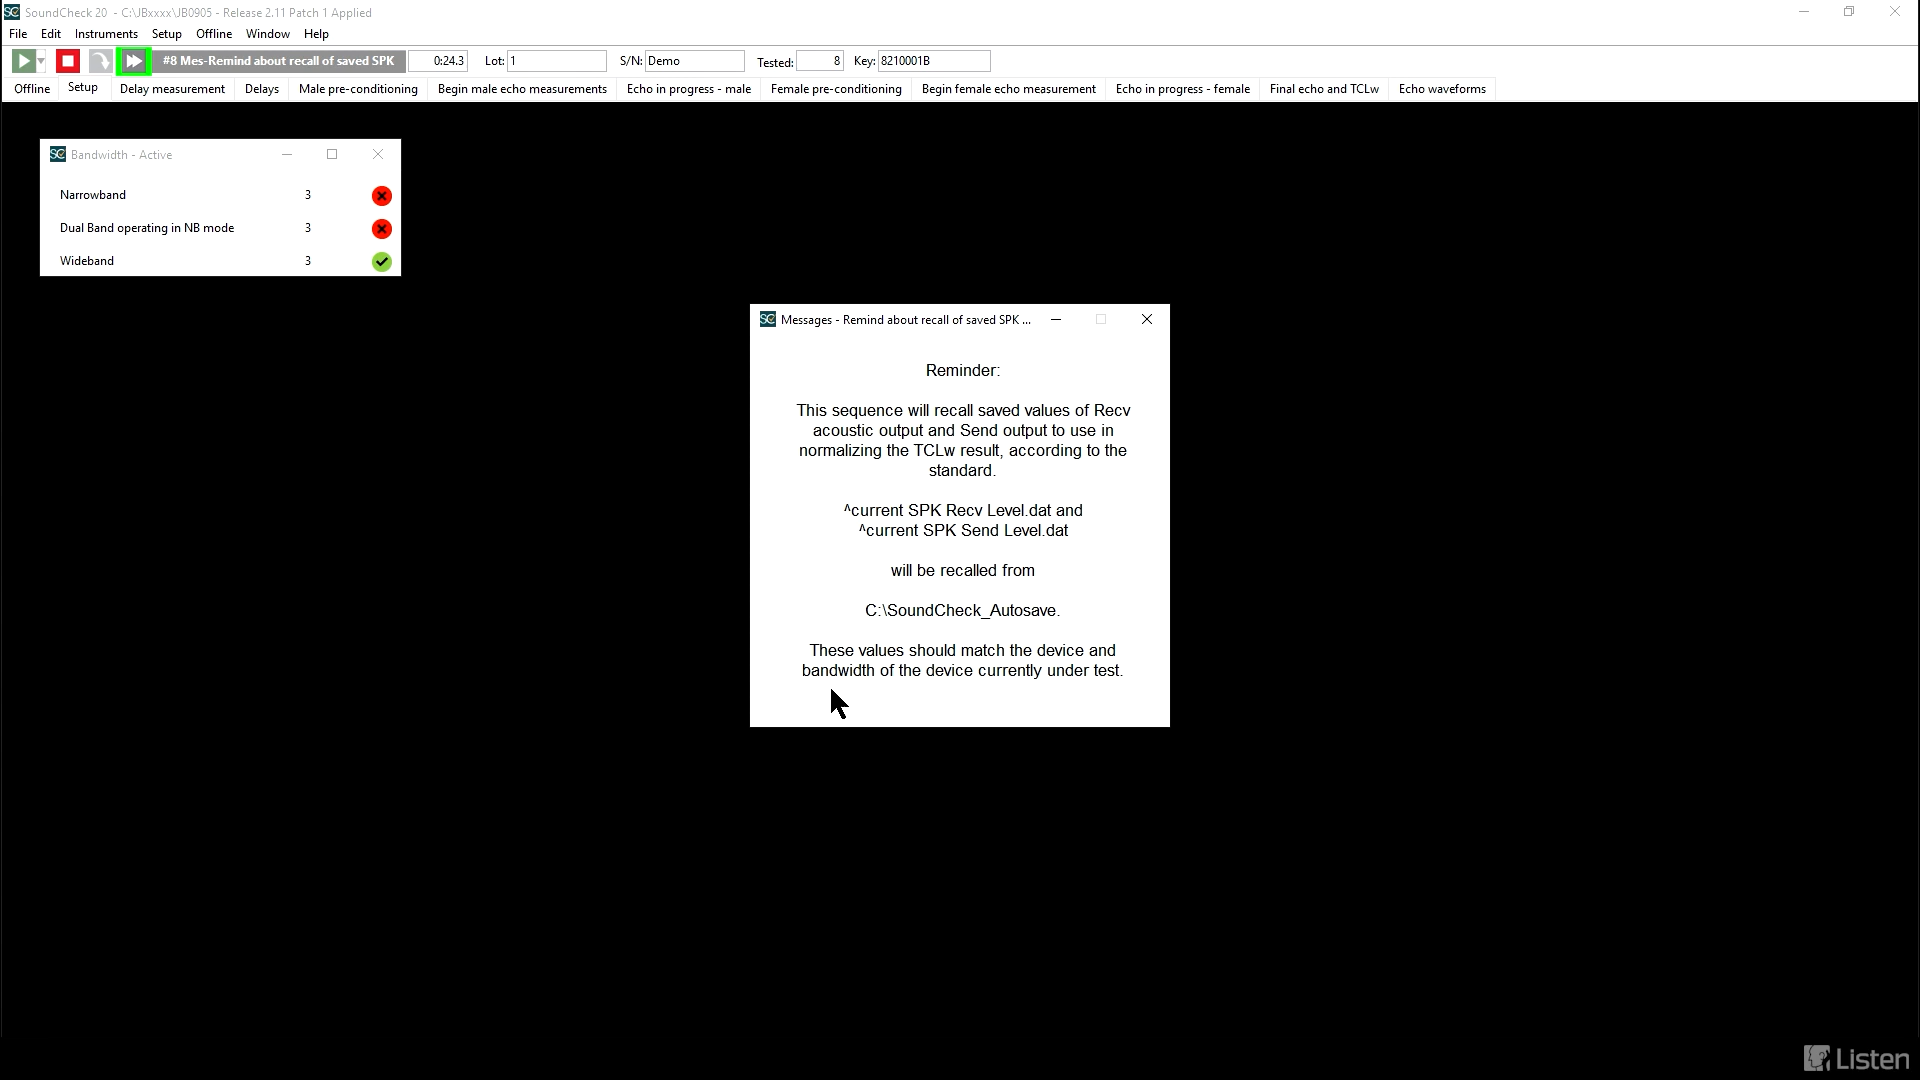 SoundCheck 20 - C:\JBxxxx\JB0905 - Release 2.11 Patch 1 Applied
File Edit Instruments Setup Offline Window Help
#8 Mes-Remind about recall of saved SPK 0:24.3 Lot: 1 S/N: Demo Tested: 8 Key: 8210001B
Offline Setup Delay measurement Delays Male pre-conditioning Begin male echo measurements Echo in progress - male Female pre-conditioning Begin female echo measurement Echo in progress - female Final echo and TCLw Echo waveforms
SC Bandwidth - Active
Narrowband 3
Dual Band operating in NB mode 3
Wideband 3
SC Messages - Remind about recall of saved SPK ...
Reminder:
This sequence will recall saved values of Recv
acoustic output and Send output to use in
normalizing the TCLw result, according to the
standard.
^current SPK Recv Level.dat and
^current SPK Send Level.dat
will be recalled from
C:\SoundCheck_Autosave.
These values should match the device and
bandwidth of the device currently under test.
Listen